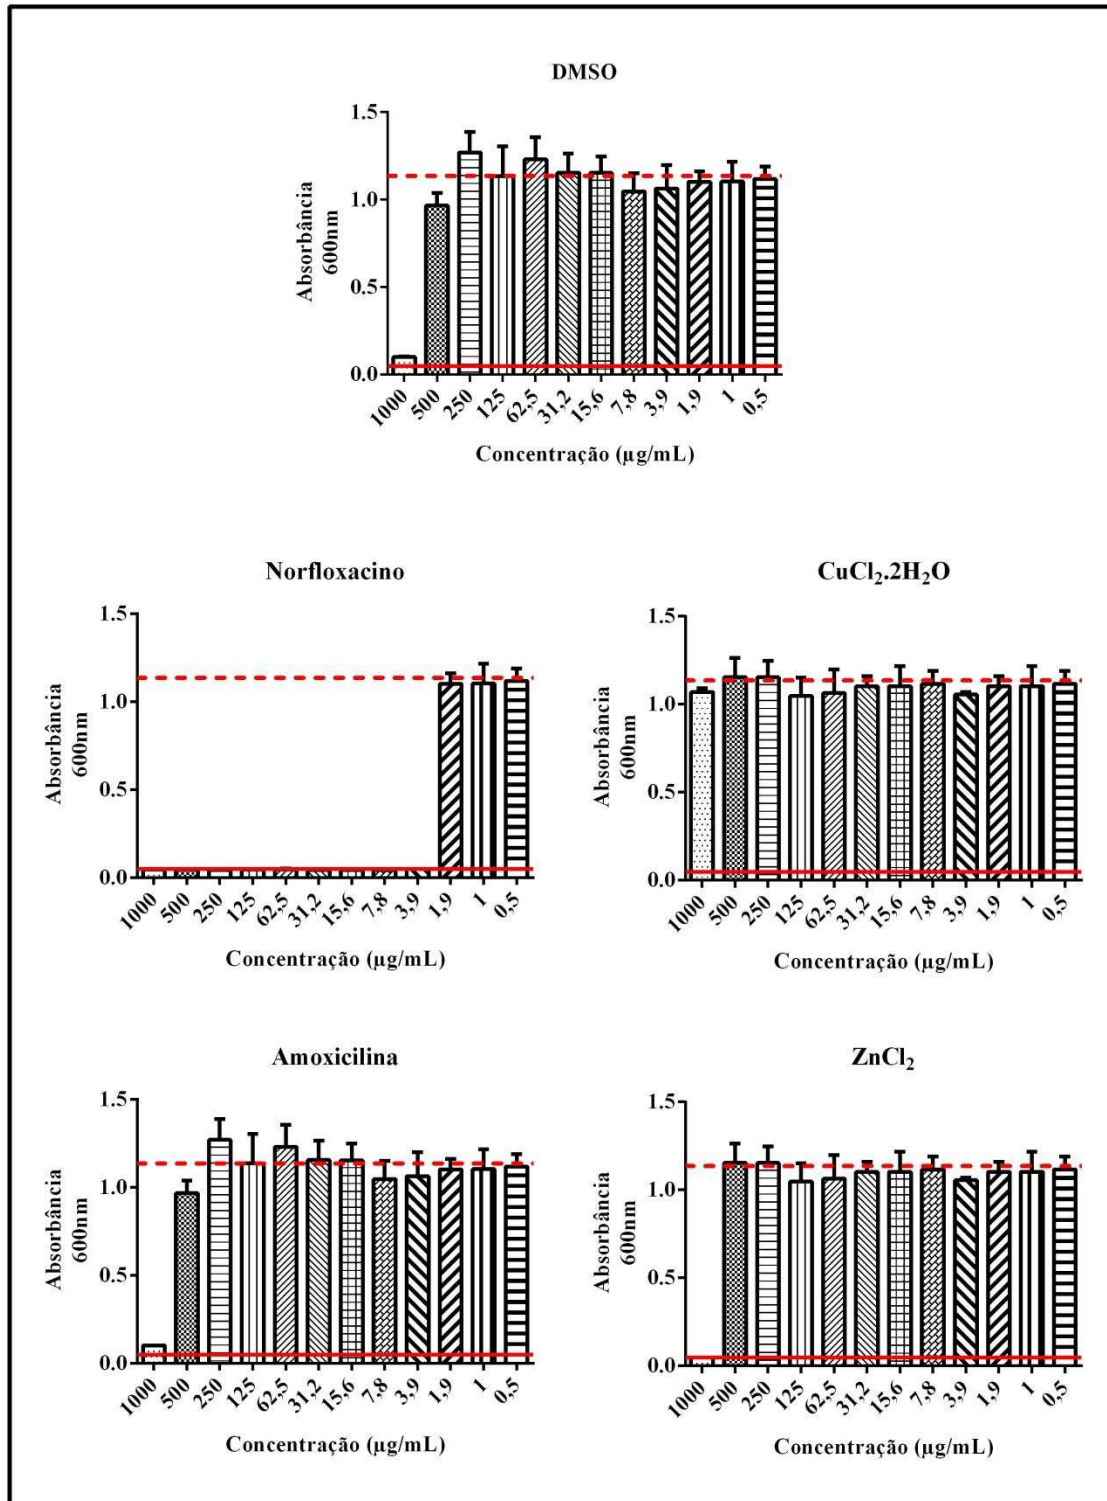 DMSO
1.5
1.0
0.5
0.0
Absorbância
600nm
1000 500 250 125 62,5 31,2 15,6 7,8 3,9 1,9 1 0,5
Concentração (µg/mL)
Norfloxacino
1.5
1.0
0.5
0.0
Absorbância
600nm
1000 500 250 125 62,5 31,2 15,6 7,8 3,9 1,9 1 0,5
Concentração (µg/mL)
CuCl₂.2H₂O
1.5
1.0
0.5
0.0
Absorbância
600nm
1000 500 250 125 62,5 31,2 15,6 7,8 3,9 1,9 1 0,5
Concentração (µg/mL)
Amoxicilina
1.5
1.0
0.5
0.0
Absorbância
600nm
1000 500 250 125 62,5 31,2 15,6 7,8 3,9 1,9 1 0,5
Concentração (µg/mL)
ZnCl₂
1.5
1.0
0.5
0.0
Absorbância
600nm
1000 500 250 125 62,5 31,2 15,6 7,8 3,9 1,9 1 0,5
Concentração (µg/mL)